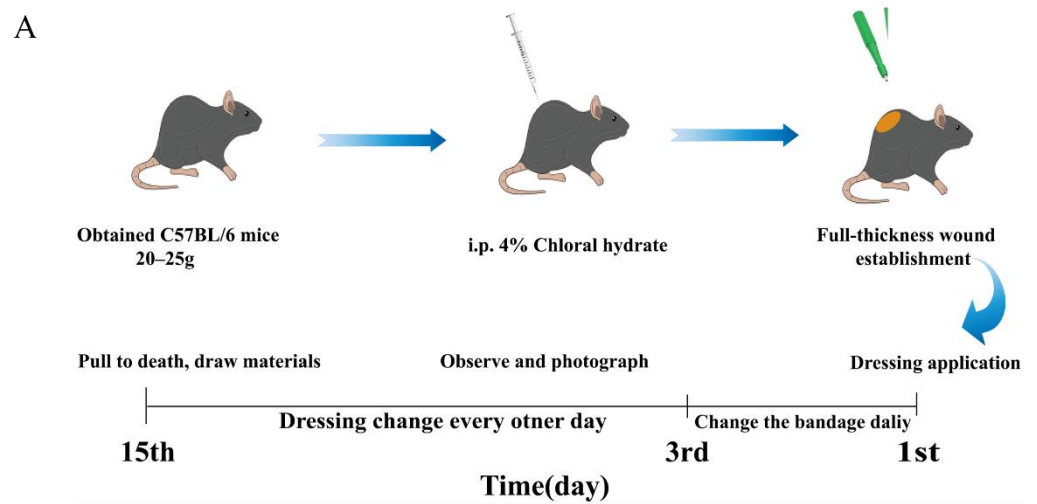 A
Obtained C57BL/6 mice
20–25g
i.p. 4% Chloral hydrate
Full-thickness wound
establishment
Pull to death, draw materials
Observe and photograph
Dressing application
Dressing change every otner day
Change the bandage daliy
15th
3rd
1st
Time(day)